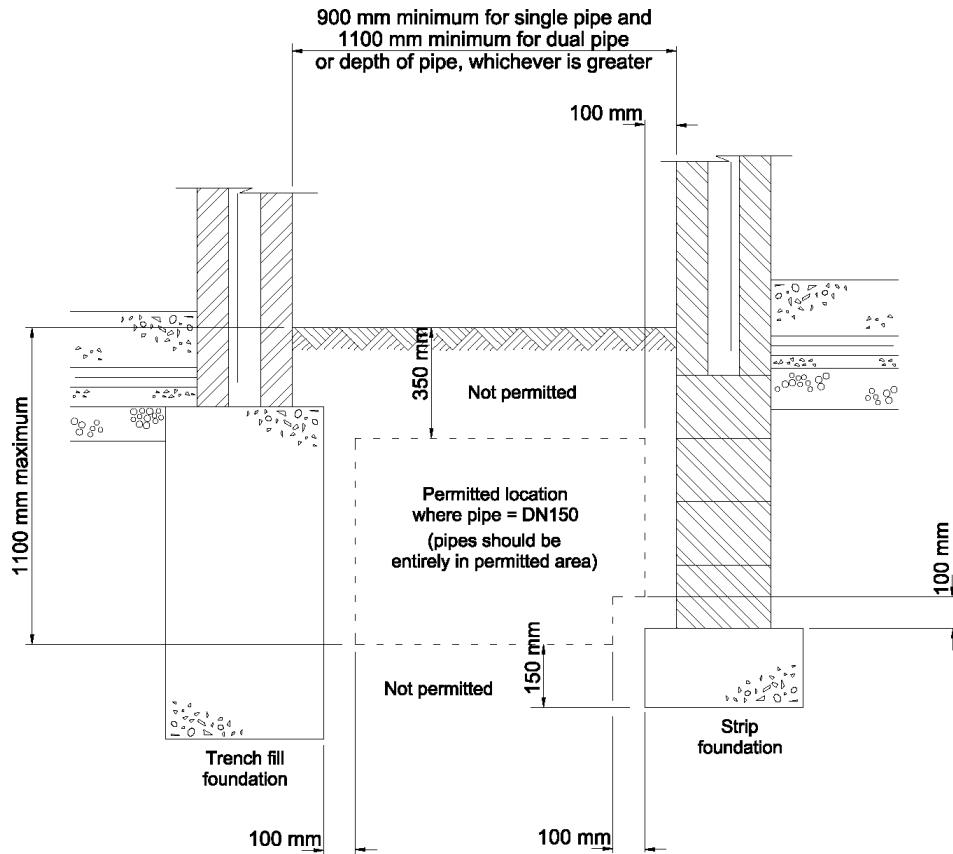 900 mm minimum for single pipe and
1100 mm minimum for dual pipe
or depth of pipe, whichever is greater
100 mm
350 mm
Not permitted
1100 mm maximum
Permitted location
where pipe = DN150
(pipes should be
entirely in permitted area)
100 mm
150 mm
Not permitted
Strip
foundation
Trench fill
foundation
100 mm
100 mm